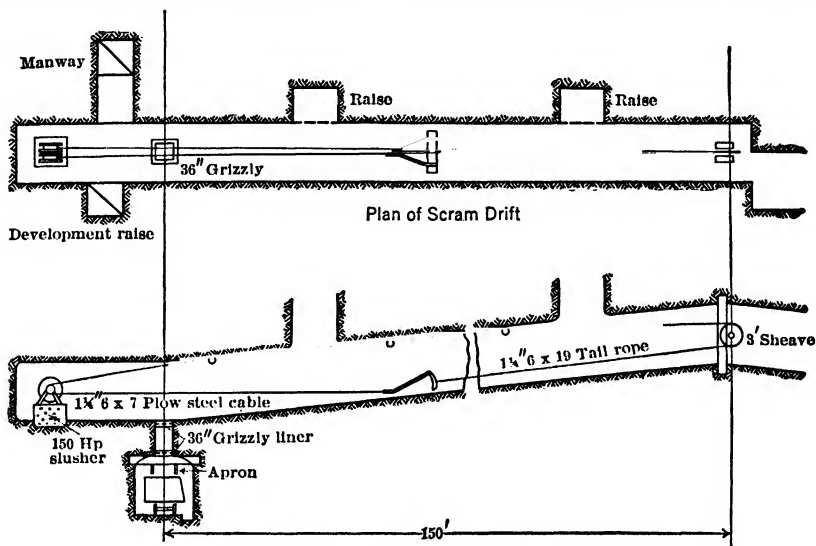 Manway
Raise
Raise
36" Grizzly
Development raise
Plan of Scram Drift
1¼" 6 x 19 Tail rope
3' Sheave
1¼" 6 x 7 Plow steel cable
150 Hp
slusher
36" Grizzly liner
Apron
150'